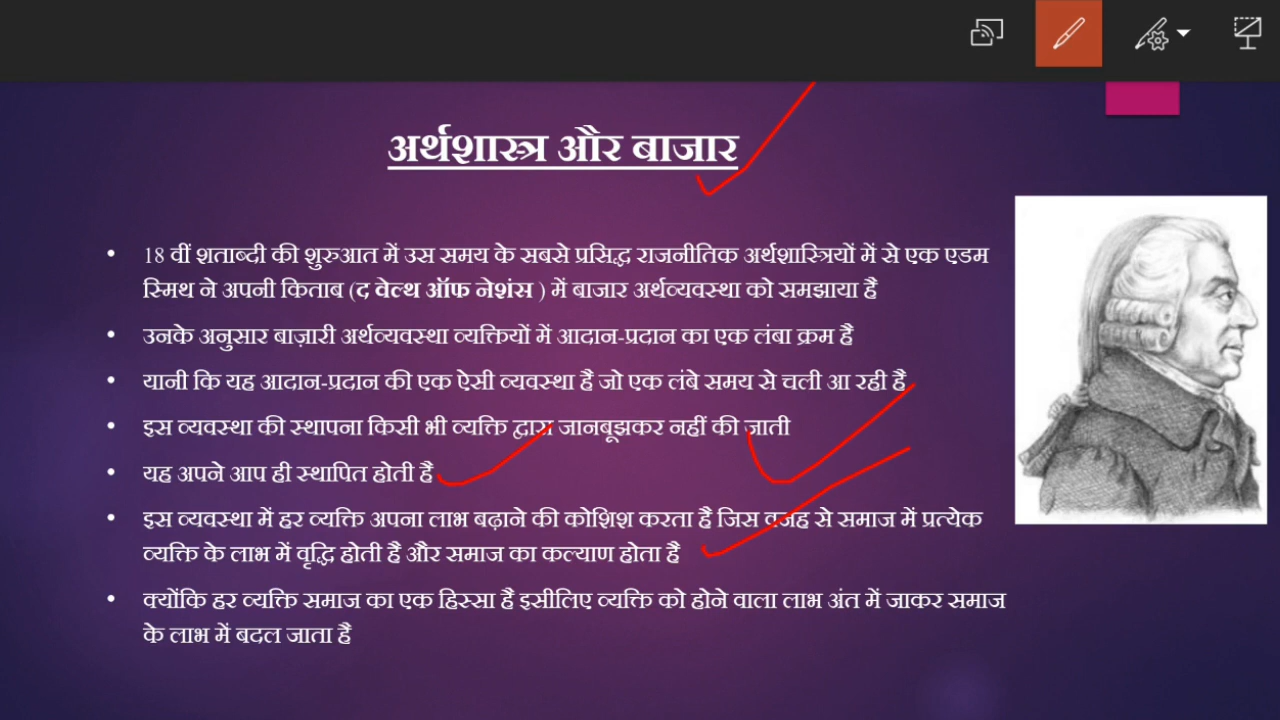 अर्थशास्त्र और बाजार
• 18 वीं शताब्दी की शुरुआत में उस समय के सबसे प्रसिद्ध राजनीतिक अर्थशास्त्रियों में से एक एडम
स्मिथ ने अपनी किताब (द वेल्थ ऑफ नेशंस ) में बाजार अर्थव्यवस्था को समझाया है
• उनके अनुसार बाज़ारी अर्थव्यवस्था व्यक्तियों में आदान-प्रदान का एक लंबा क्रम है
• यानी कि यह आदान-प्रदान की एक ऐसी व्यवस्था है जो एक लंबे समय से चली आ रही है
• इस व्यवस्था की स्थापना किसी भी व्यक्ति द्वारा जानबूझकर नहीं की जाती
• यह अपने आप ही स्थापित होती है
• इस व्यवस्था में हर व्यक्ति अपना लाभ बढ़ाने की कोशिश करता है जिस वजह से समाज में प्रत्येक
व्यक्ति के लाभ में वृद्धि होती है और समाज का कल्याण होता है
• क्योंकि हर व्यक्ति समाज का एक हिस्सा है इसीलिए व्यक्ति को होने वाला लाभ अंत में जाकर समाज
के लाभ में बदल जाता है